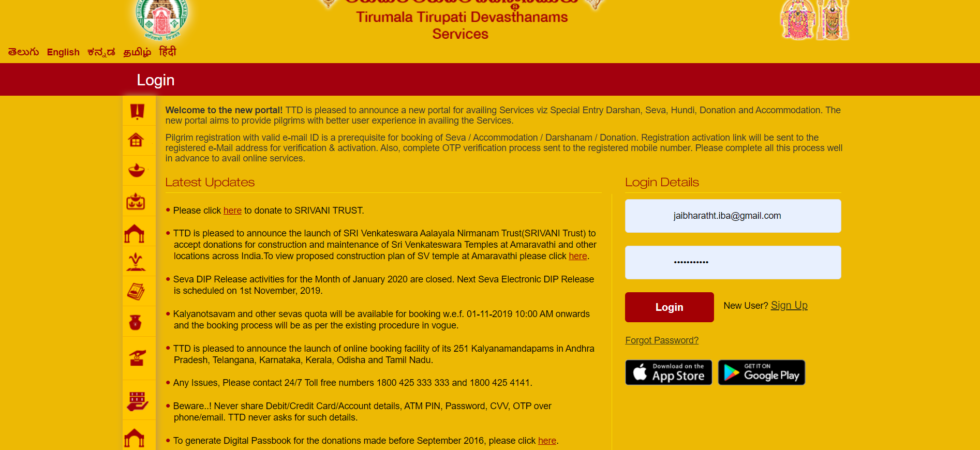 Tirumala Tirupati Devasthanams
Services
తెలుగు English ಕನ್ನಡ தமிழ் हिंदी
Login
Welcome to the new portal! TTD is pleased to announce a new portal for availing Services viz Special Entry Darshan, Seva, Hundi, Donation and Accommodation. The
new portal aims to provide pilgrims with better user experience in availing the Services.
Pilgrim registration with valid e-mail ID is a prerequisite for booking of Seva / Accommodation / Darshanam / Donation. Registration activation link will be sent to the
registered e-Mail address for verification & activation. Also, complete OTP verification process sent to the registered mobile number. Please complete all this process well
in advance to avail online services.
Latest Updates
• Please click here to donate to SRIVANI TRUST.
• TTD is pleased to announce the launch of SRI Venkateswara Aalayala Nirmanam Trust(SRIVANI Trust) to
accept donations for construction and maintenance of Sri Venkateswara Temples at Amaravathi and other
locations across India.To view proposed construction plan of SV temple at Amaravathi please click here.
• Seva DIP Release activities for the Month of January 2020 are closed. Next Seva Electronic DIP Release
is scheduled on 1st November, 2019.
• Kalyanotsavam and other sevas quota will be available for booking w.e.f. 01-11-2019 10:00 AM onwards
and the booking process will be as per the existing procedure in vogue.
• TTD is pleased to announce the launch of online booking facility of its 251 Kalyanamandapams in Andhra
Pradesh, Telangana, Karnataka, Kerala, Odisha and Tamil Nadu.
• Any Issues, Please contact 24/7 Toll free numbers 1800 425 333 333 and 1800 425 4141.
• Beware..! Never share Debit/Credit Card/Account details, ATM PIN, Password, CVV, OTP over
phone/email. TTD never asks for such details.
• To generate Digital Passbook for the donations made before September 2016, please click here.
Login Details
jaibharatht.iba@gmail.com
•••••••••••
Login New User? Sign Up
Forgot Password?
Download on the
App Store
GET IT ON
Google Play